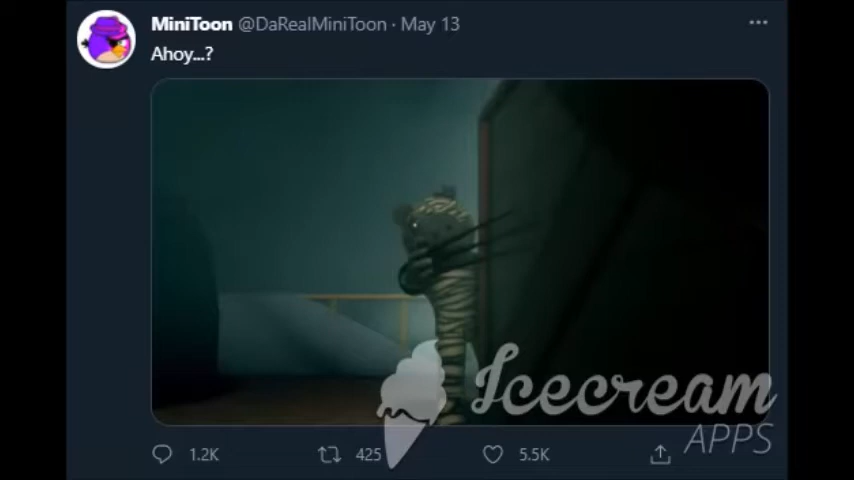 MiniToon @DaRealMiniToon · May 13
Ahoy...?
Icecream
APPS
1.2K 425 5.5K